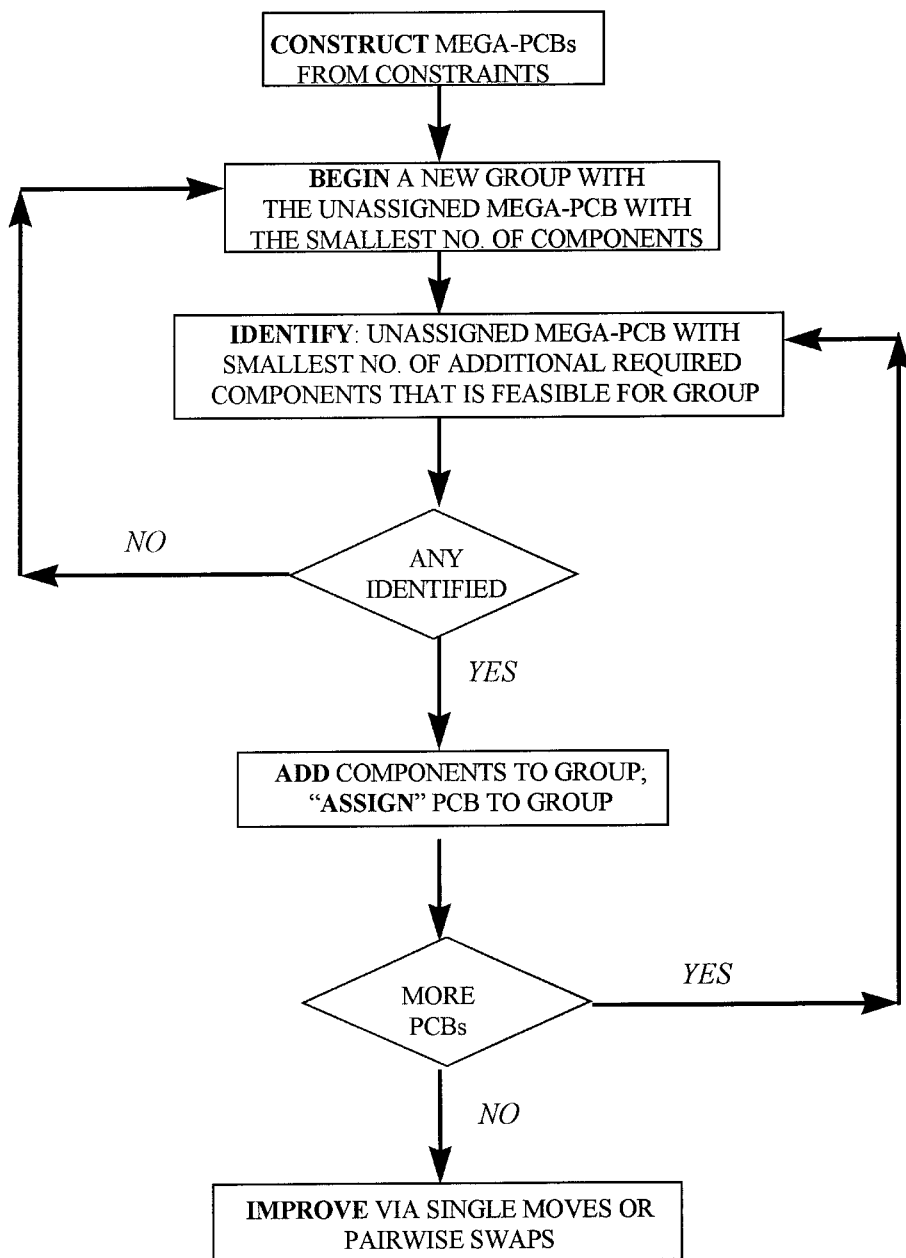 CONSTRUCT MEGA-PCBs
FROM CONSTRAINTS
BEGIN A NEW GROUP WITH
THE UNASSIGNED MEGA-PCB WITH
THE SMALLEST NO. OF COMPONENTS
IDENTIFY: UNASSIGNED MEGA-PCB WITH
SMALLEST NO. OF ADDITIONAL REQUIRED
COMPONENTS THAT IS FEASIBLE FOR GROUP
NO
ANY
IDENTIFIED
YES
ADD COMPONENTS TO GROUP;
“ASSIGN” PCB TO GROUP
YES
MORE
PCBs
NO
IMPROVE VIA SINGLE MOVES OR
PAIRWISE SWAPS